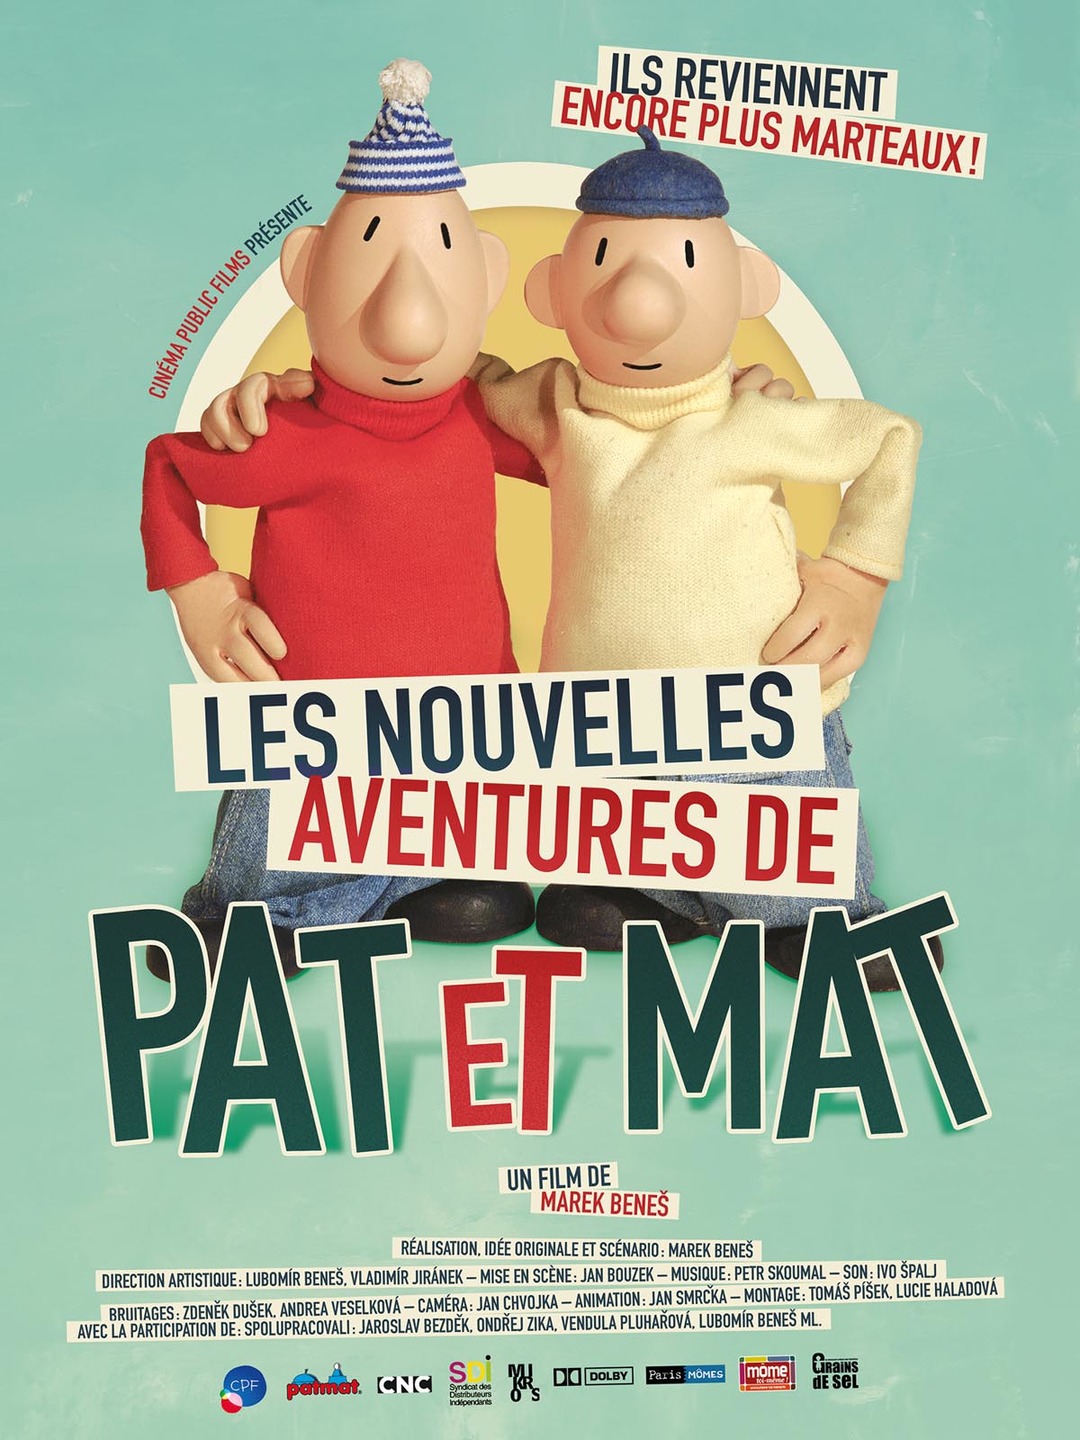 ILS REVIENNENT
ENCORE PLUS MARTEAUX !
CINÉMA PUBLIC FILMS PRÉSENTE
LES NOUVELLES
AVENTURES DE
PAT ET MAT
UN FILM DE
MAREK BENEŠ
RÉALISATION, IDÉE ORIGINALE ET SCÉNARIO : MAREK BENEŠ
DIRECTION ARTISTIQUE : LUBOMÍR BENEŠ, VLADIMÍR JIRÁNEK – MISE EN SCÈNE : JAN BOUZEK – MUSIQUE : PETR SKOUMAL – SON : IVO ŠPALJ
BRUITAGES : ZDENĚK DUŠEK, ANDREA VESELKOVÁ – CAMÉRA : JAN CHVOJKA – ANIMATION : JAN SMRČKA – MONTAGE : TOMÁŠ PÍŠEK, LUCIE HALADOVÁ
AVEC LA PARTICIPATION DE : SPOLUPRACOVALI : JAROSLAV BEZDĚK, ONDŘEJ ZIKA, VENDULA PLUHAŘOVÁ, LUBOMÍR BENEŠ ML.
CPF
patmat
CNC
SDI
Syndicat des
Distributeurs
Indépendants
MIKROS
DOLBY
Paris MÔMES
môme
toi-même !
GRAINS
DE SEL